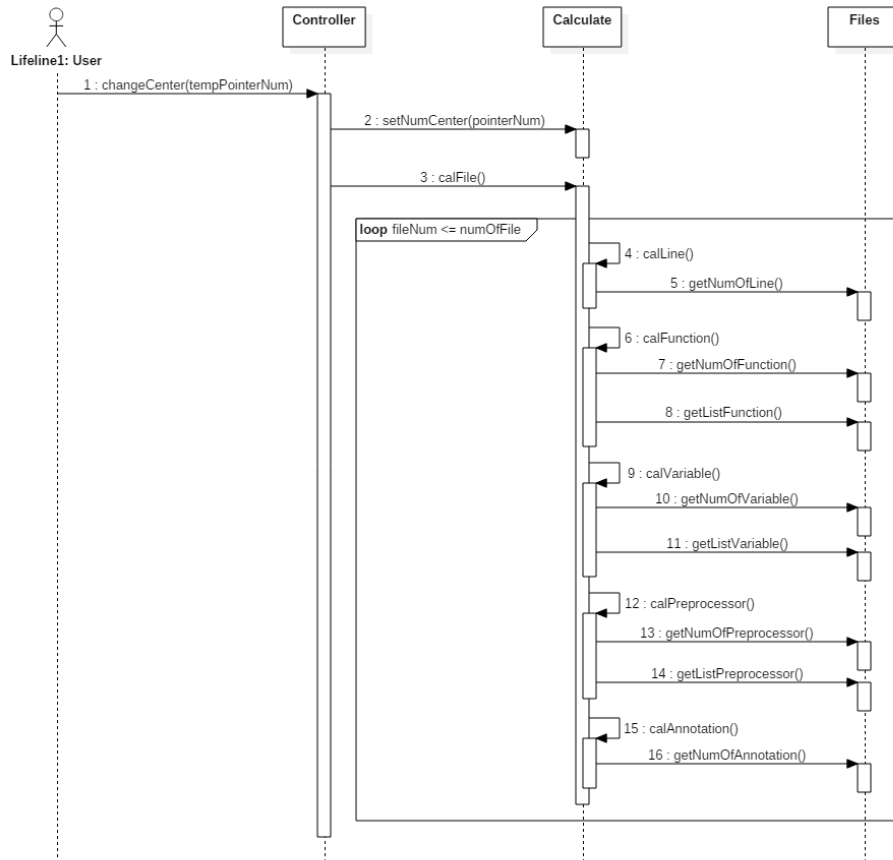 Controller
Calculate
Files
Lifeline1: User
1 : changeCenter(tempPointerNum)
2 : setNumCenter(pointerNum)
3 : calFile()
loop fileNum <= numOfFile
4 : calLine()
5 : getNumOfLine()
6 : calFunction()
7 : getNumOfFunction()
8 : getListFunction()
9 : calVariable()
10 : getNumOfVariable()
11 : getListVariable()
12 : calPreprocessor()
13 : getNumOfPreprocessor()
14 : getListPreprocessor()
15 : calAnnotation()
16 : getNumOfAnnotation()